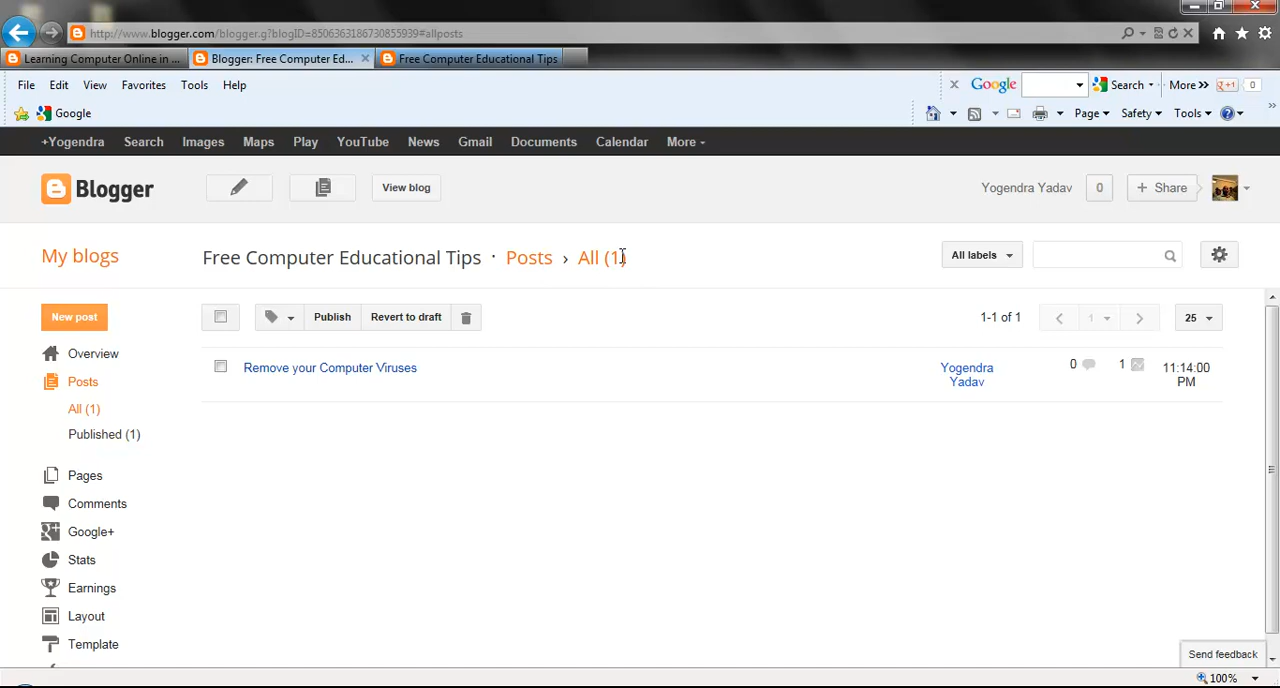 http://www.blogger.com/blogger.g?blogID=8506363186730855939#allposts
Learning Computer Online in ...
Blogger: Free Computer Ed...
Free Computer Educational Tips
File Edit View Favorites Tools Help
Google Search More >> +1 0
Google
Page Safety Tools
+Yogendra Search Images Maps Play YouTube News Gmail Documents Calendar More
Blogger View blog Yogendra Yadav 0 + Share
My blogs Free Computer Educational Tips · Posts › All (1) All labels
New post Publish Revert to draft 1-1 of 1 1 25
Overview
Remove your Computer Viruses Yogendra Yadav 0 1 11:14:00 PM
Posts
All (1)
Published (1)
Pages
Comments
Google+
Stats
Earnings
Layout
Template
Send feedback
100%